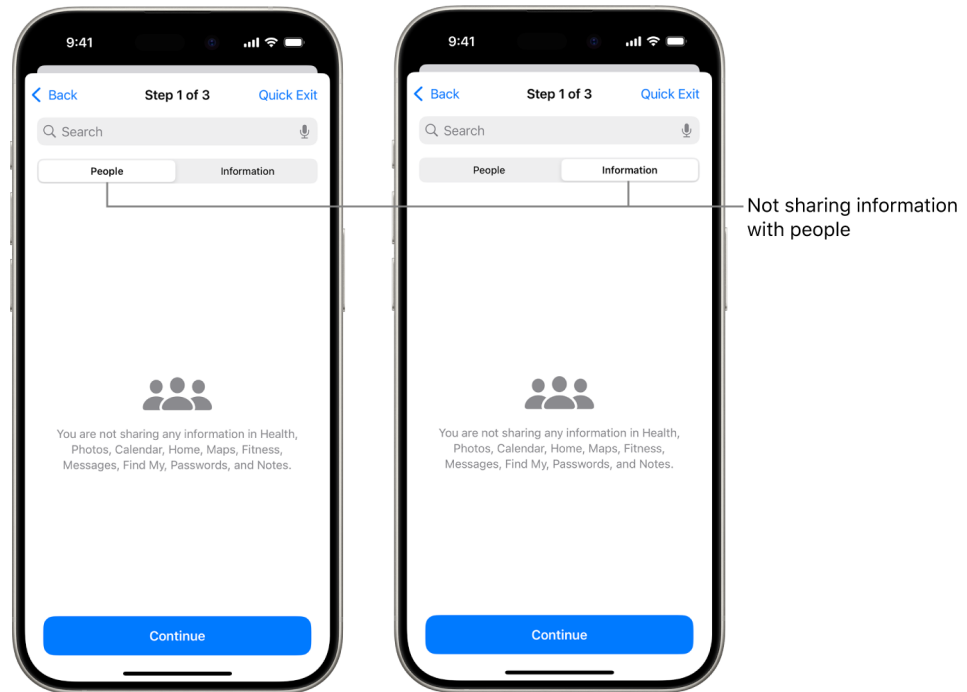 9:41
Back
Step 1 of 3
Quick Exit
Search
People
Information
You are not sharing any information in Health,
Photos, Calendar, Home, Maps, Fitness,
Messages, Find My, Passwords, and Notes.
Continue
9:41
Back
Step 1 of 3
Quick Exit
Search
People
Information
You are not sharing any information in Health,
Photos, Calendar, Home, Maps, Fitness,
Messages, Find My, Passwords, and Notes.
Continue
Not sharing information
with people